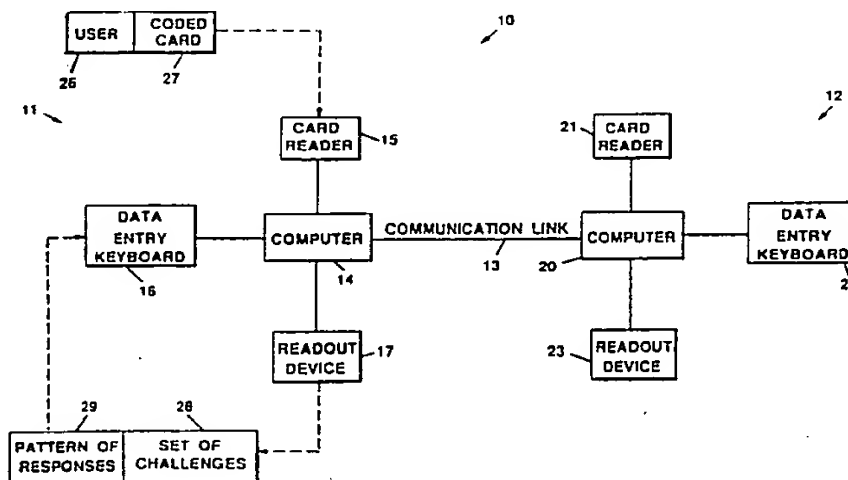 USER
CODED
CARD
26
27
10
11
12
CARD
READER
15
21
CARD
READER
DATA
ENTRY
KEYBOARD
16
COMPUTER
14
COMMUNICATION LINK
13
COMPUTER
20
DATA
ENTRY
KEYBOARD
READOUT
DEVICE
17
23
READOUT
DEVICE
29
28
PATTERN OF
RESPONSES
SET OF
CHALLENGES